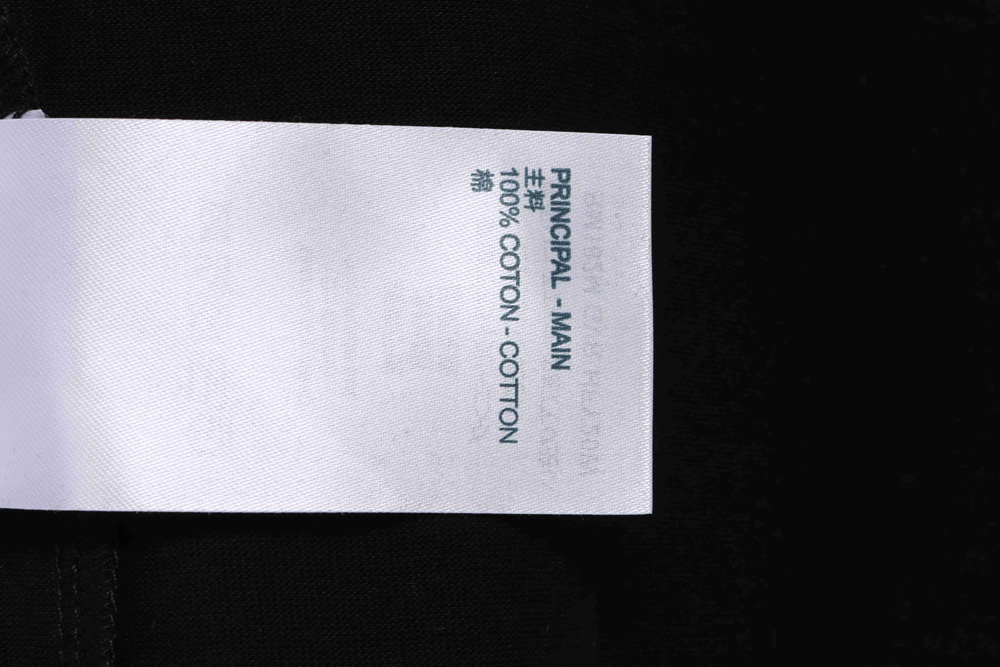 PRINCIPAL - MAIN
主料
100% COTON - COTTON
棉